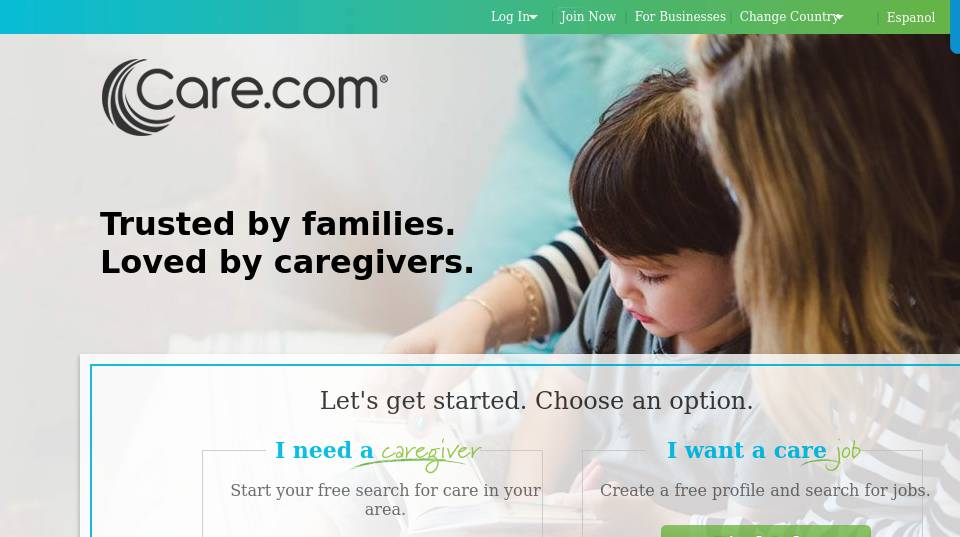 Log In
Join Now
For Businesses
Change Country
Espanol
Care.com®
Trusted by families.
Loved by caregivers.
Let's get started. Choose an option.
I need a caregiver
Start your free search for care in your
area.
I want a care job
Create a free profile and search for jobs.